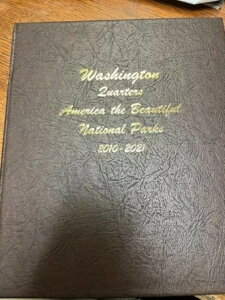 Washington
Quarters
America the Beautiful
National Parks
2010-2021